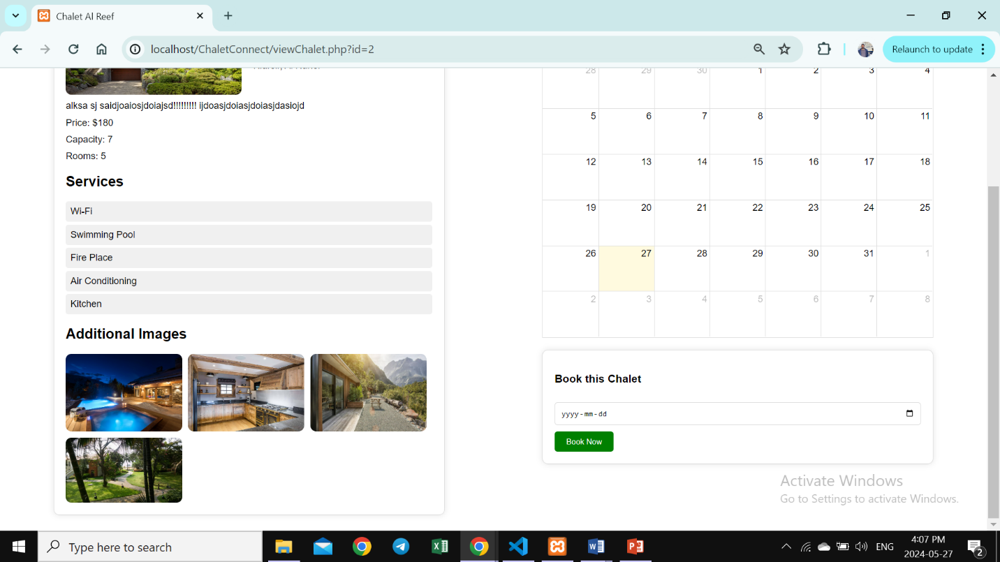 Chalet Al Reef
localhost/ChaletConnect/viewChalet.php?id=2
Relaunch to update
alksa sj saidjoaiosjdoiajsd!!!!!!!!! ijdoasjdoiasjdoiasjdasiojd
Price: $180
Capacity: 7
Rooms: 5
Services
Wi-Fi
Swimming Pool
Fire Place
Air Conditioning
Kitchen
Additional Images
28 29 30 1 2 3 4
5 6 7 8 9 10 11
12 13 14 15 16 17 18
19 20 21 22 23 24 25
26 27 28 29 30 31 1
2 3 4 5 6 7 8
Book this Chalet
yyyy-mm-dd
Book Now
Activate Windows
Go to Settings to activate Windows.
Type here to search
ENG
4:07 PM
2024-05-27
2